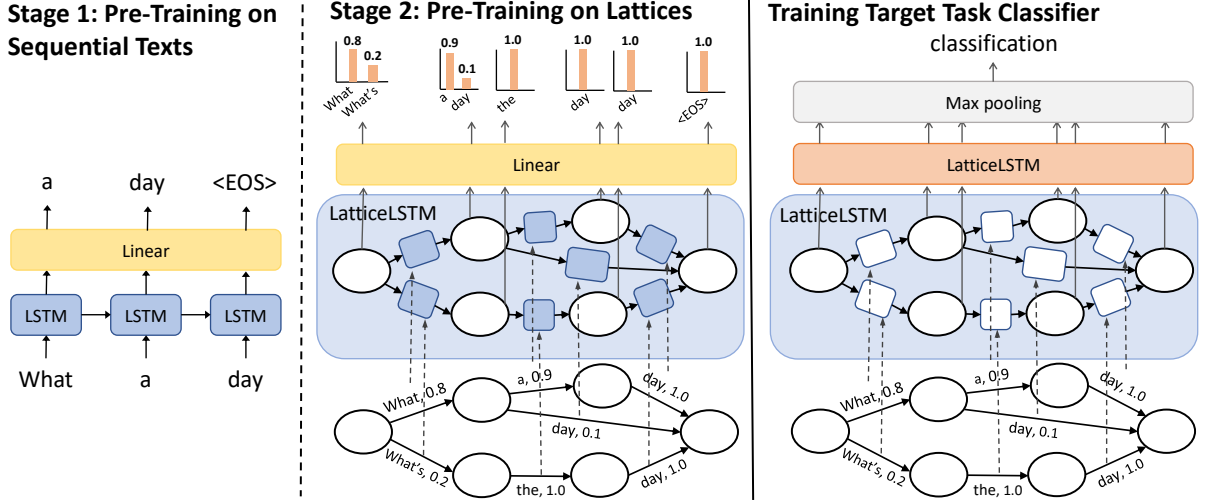 Stage 1: Pre-Training on
Sequential Texts
a day <EOS>
Linear
LSTM LSTM LSTM
What a day
Stage 2: Pre-Training on Lattices
0.8 0.2 0.9 0.1 1.0 1.0 1.0 1.0
What What's a day the day day <EOS>
Linear
LatticeLSTM
What, 0.8
a, 0.9
day, 1.0
day, 0.1
What's, 0.2
the, 1.0
day, 1.0
Training Target Task Classifier
classification
Max pooling
LatticeLSTM
LatticeLSTM
What, 0.8
a, 0.9
day, 1.0
day, 0.1
What's, 0.2
the, 1.0
day, 1.0